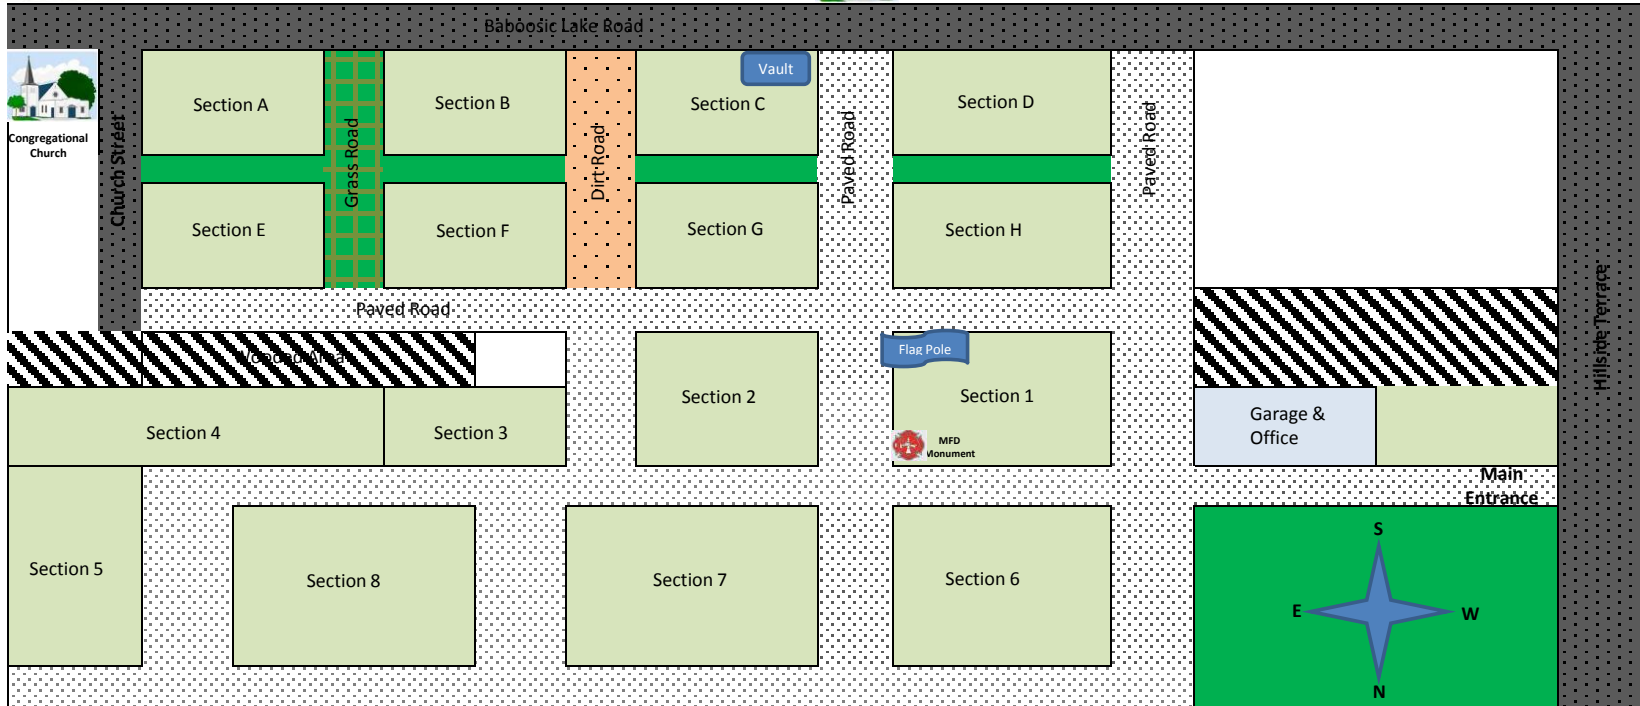 Baboosic Lake Road
Vault
Section A
Section B
Section C
Section D
Congregational
Church
Church Street
Grass Road
Dirt Road
Paved Road
Paved Road
Section E
Section F
Section G
Section H
Paved Road
Wooded Area
Flag Pole
Hillside Terrace
Section 4
Section 3
Section 2
Section 1
MFD
Monument
Garage &
Office
Main
Entrance
Section 5
Section 8
Section 7
Section 6
S
E
W
N